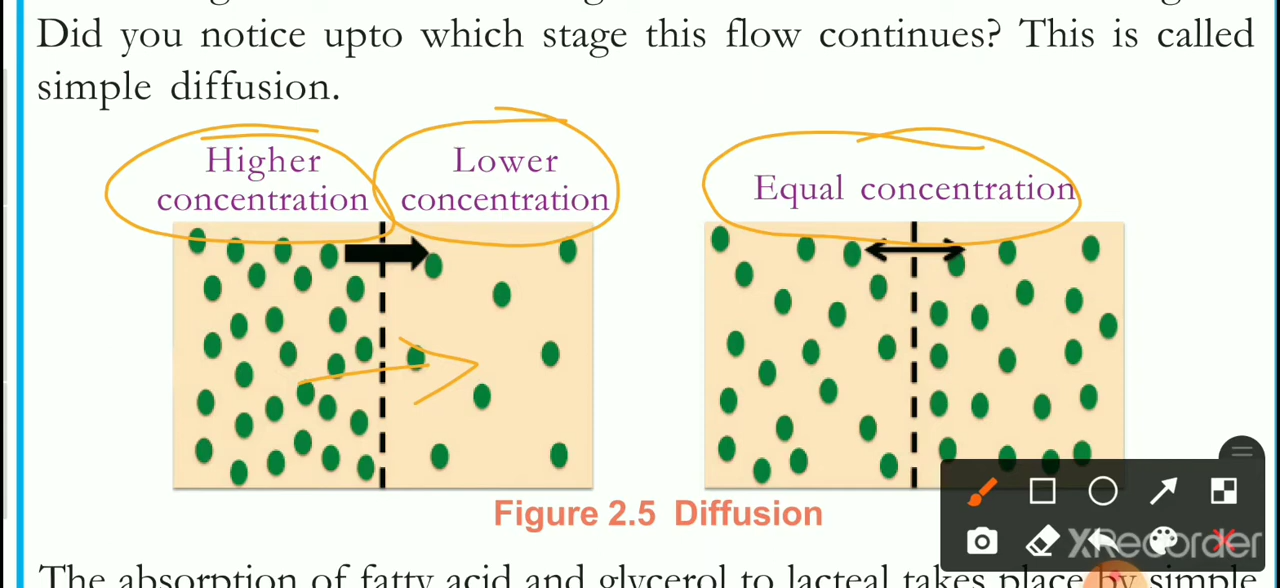 Did you notice upto which stage this flow continues? This is called
simple diffusion.
Higher
concentration
Lower
concentration
Equal concentration
Figure 2.5 Diffusion
XRecorder
The absorption of fatty acid and glycerol to lacteal takes place by simple